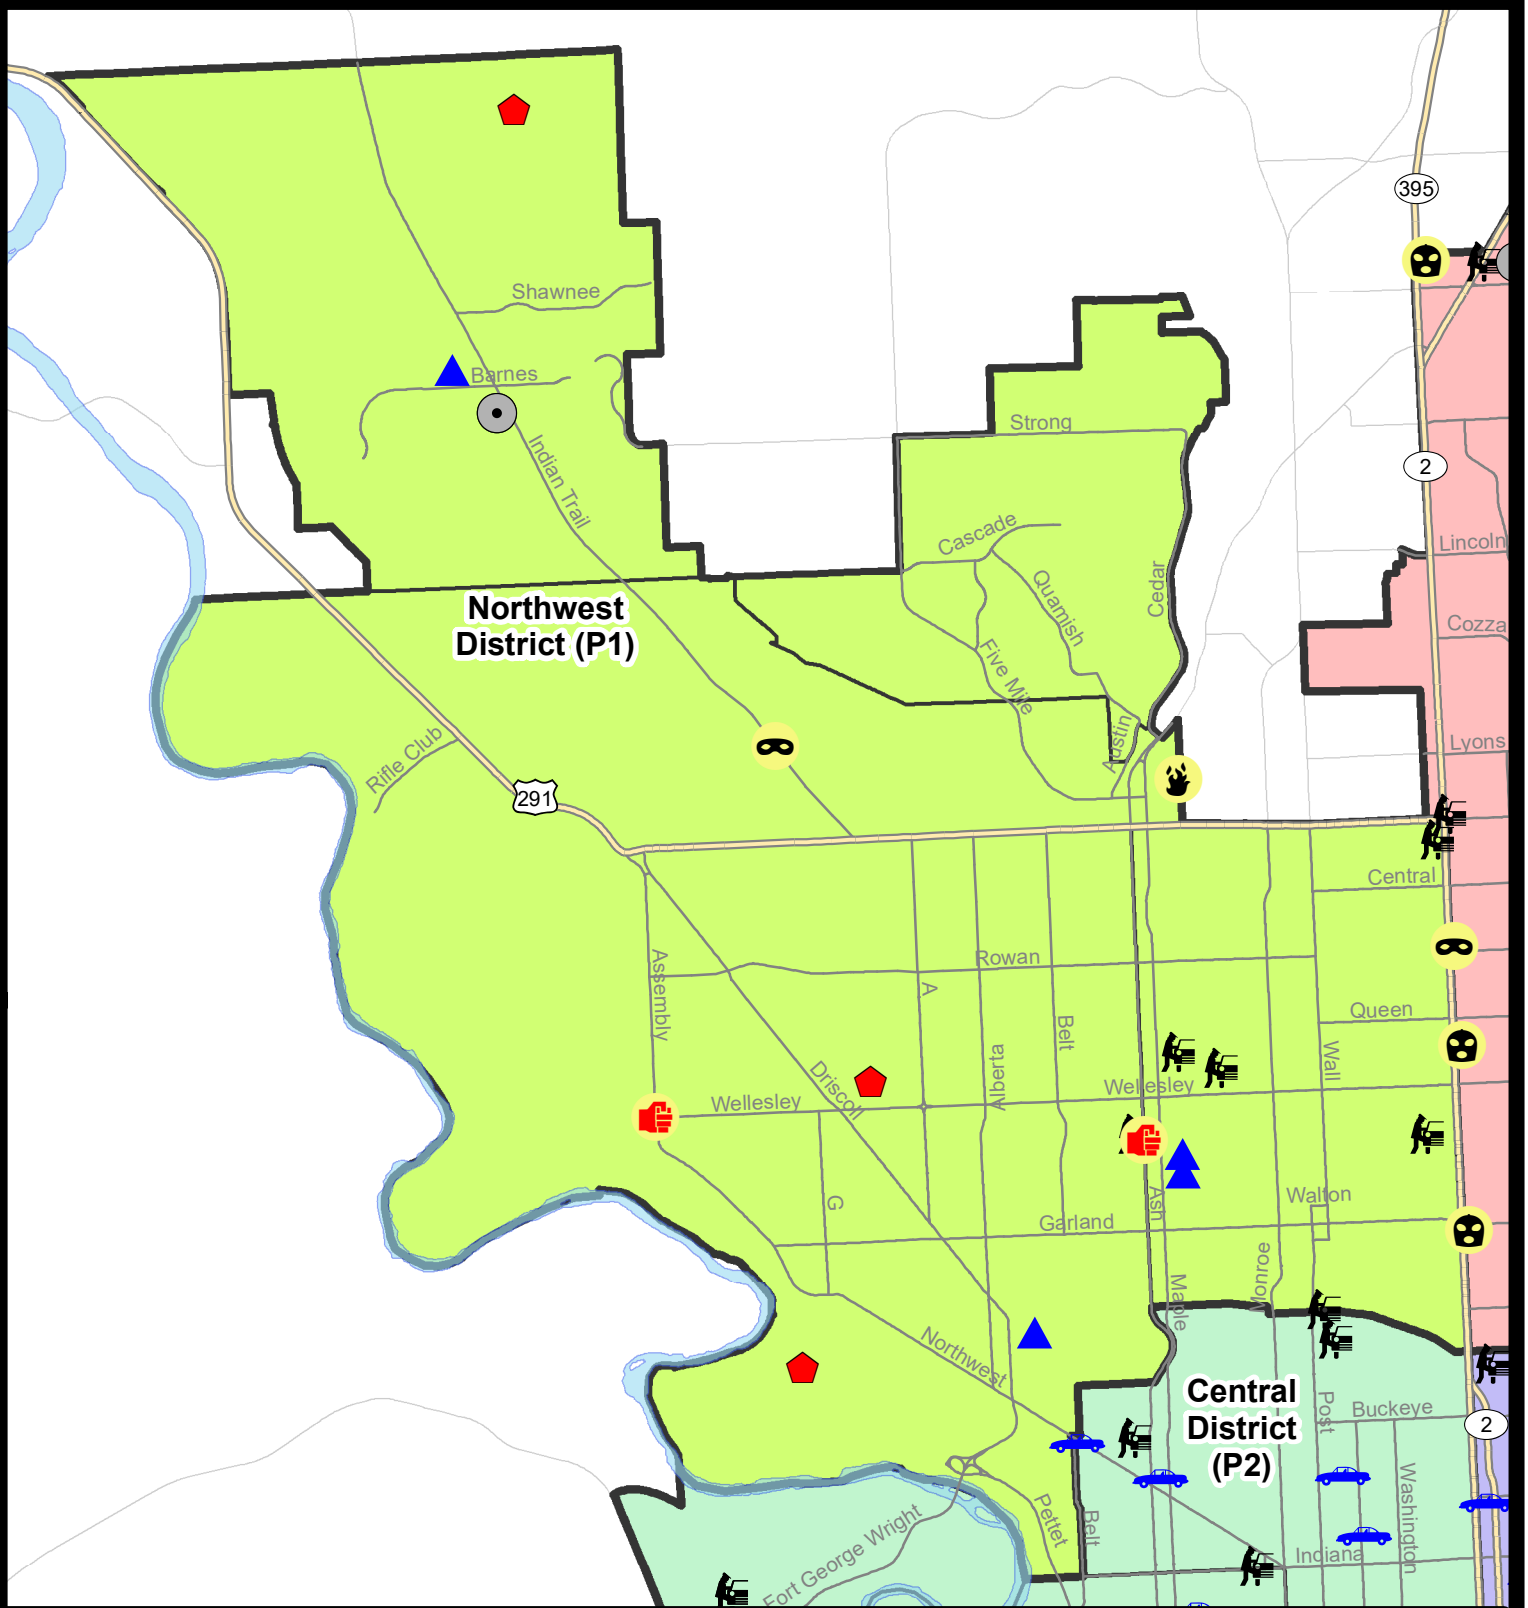 395
Shawnee
Barnes
Strong
2
Indian Trail
Cascade
Lincoln
Quamish
Cedar
Northwest
District (P1)
Cozza
Five Mile
Austin
Rifle Club
Lyons
291
Central
Rowan
Assembly
A
Belt
Queen
Wall
Alberta
Driscoll
Wellesley
Wellesley
G
Ash
Walton
Garland
Monroe
Maple
Northwest
Central
District
(P2)
Post
Buckeye
2
Washington
Pettet
Belt
Fort George Wright
Indiana